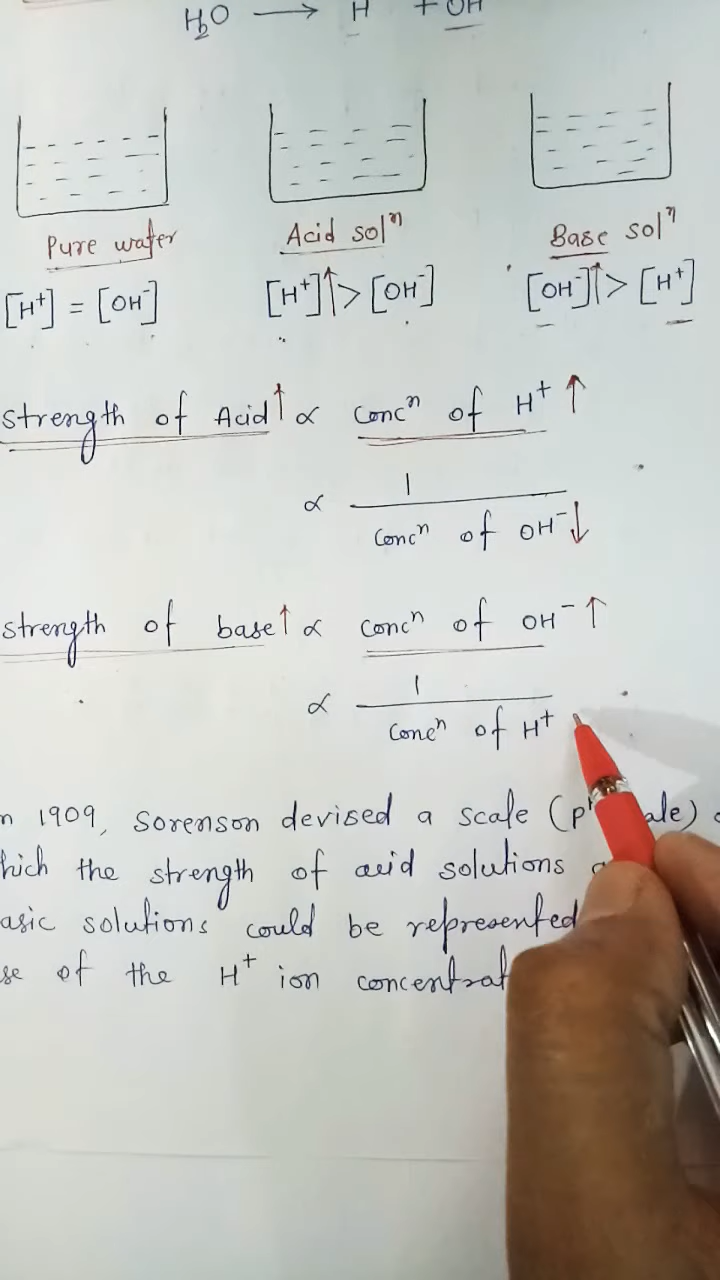 H₂O ⟶ H + OH
Pure water
Acid solⁿ
Base solⁿ
[H⁺] = [OH⁻]
[H⁺]↑ > [OH⁻]
[OH⁻]↑ > [H⁺]
strength of Acid↑ ∝ concⁿ of H⁺ ↑
∝ 1 / concⁿ of OH⁻↓
strength of base↑ ∝ concⁿ of OH⁻ ↑
∝ 1 / concⁿ of H⁺
n 1909, Sorenson devised a scale (p ale)
hich the strength of acid solutions
asic solutions could be represented
se of the H⁺ ion concentrat